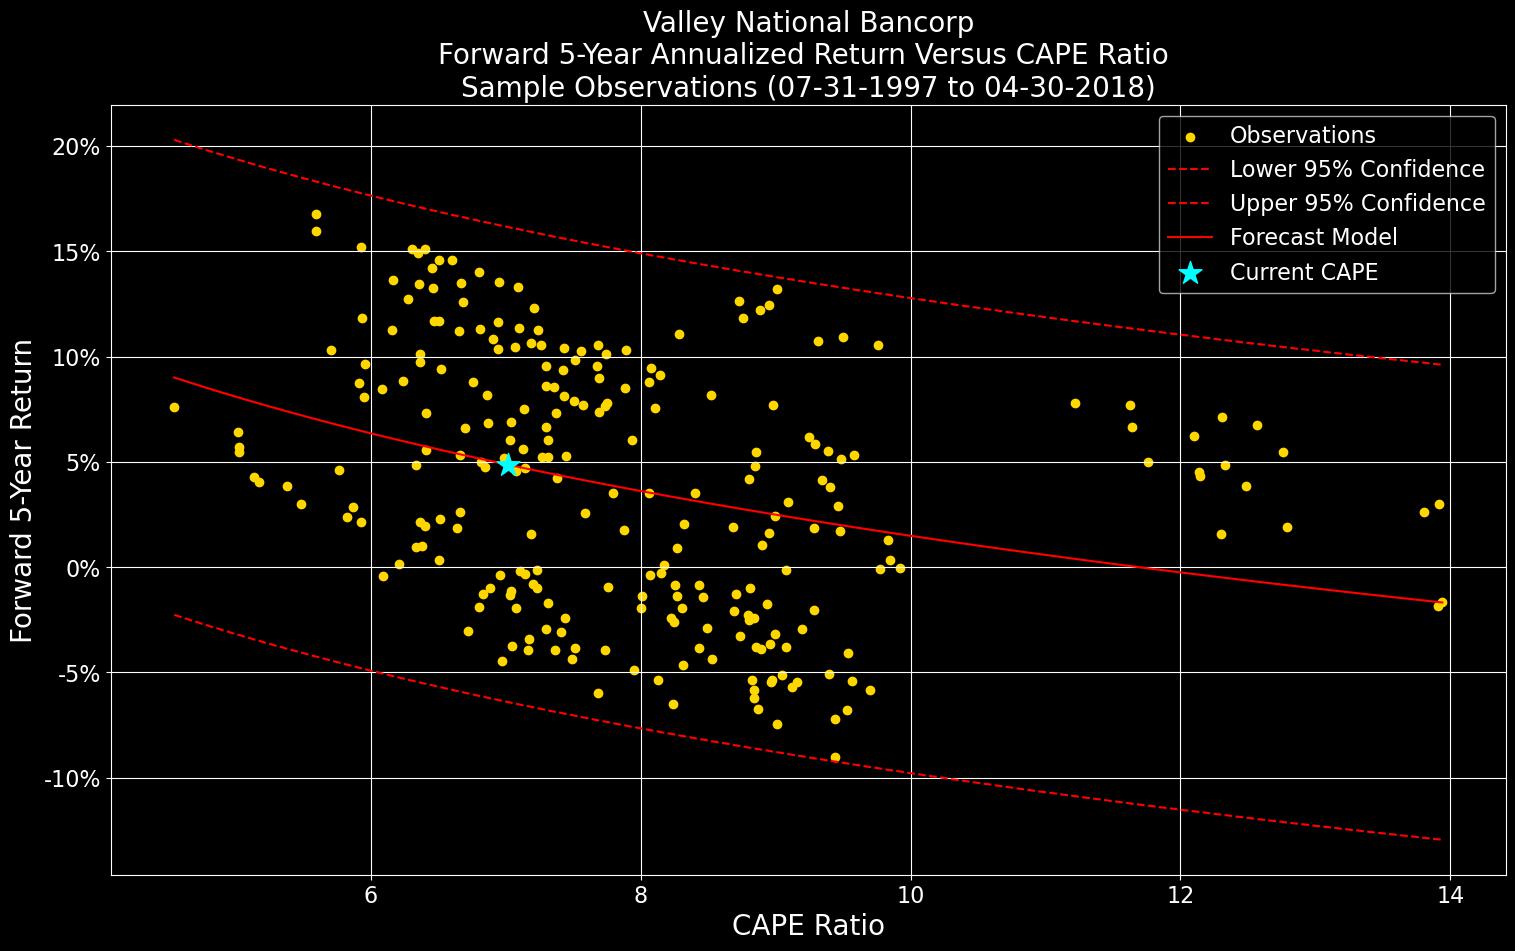 Valley National Bancorp
Forward 5-Year Annualized Return Versus CAPE Ratio
Sample Observations (07-31-1997 to 04-30-2018)
Observations
Lower 95% Confidence
Upper 95% Confidence
Forecast Model
Current CAPE
Forward 5-Year Return
20%
15%
10%
5%
0%
-5%
-10%
6 8 10 12 14
CAPE Ratio